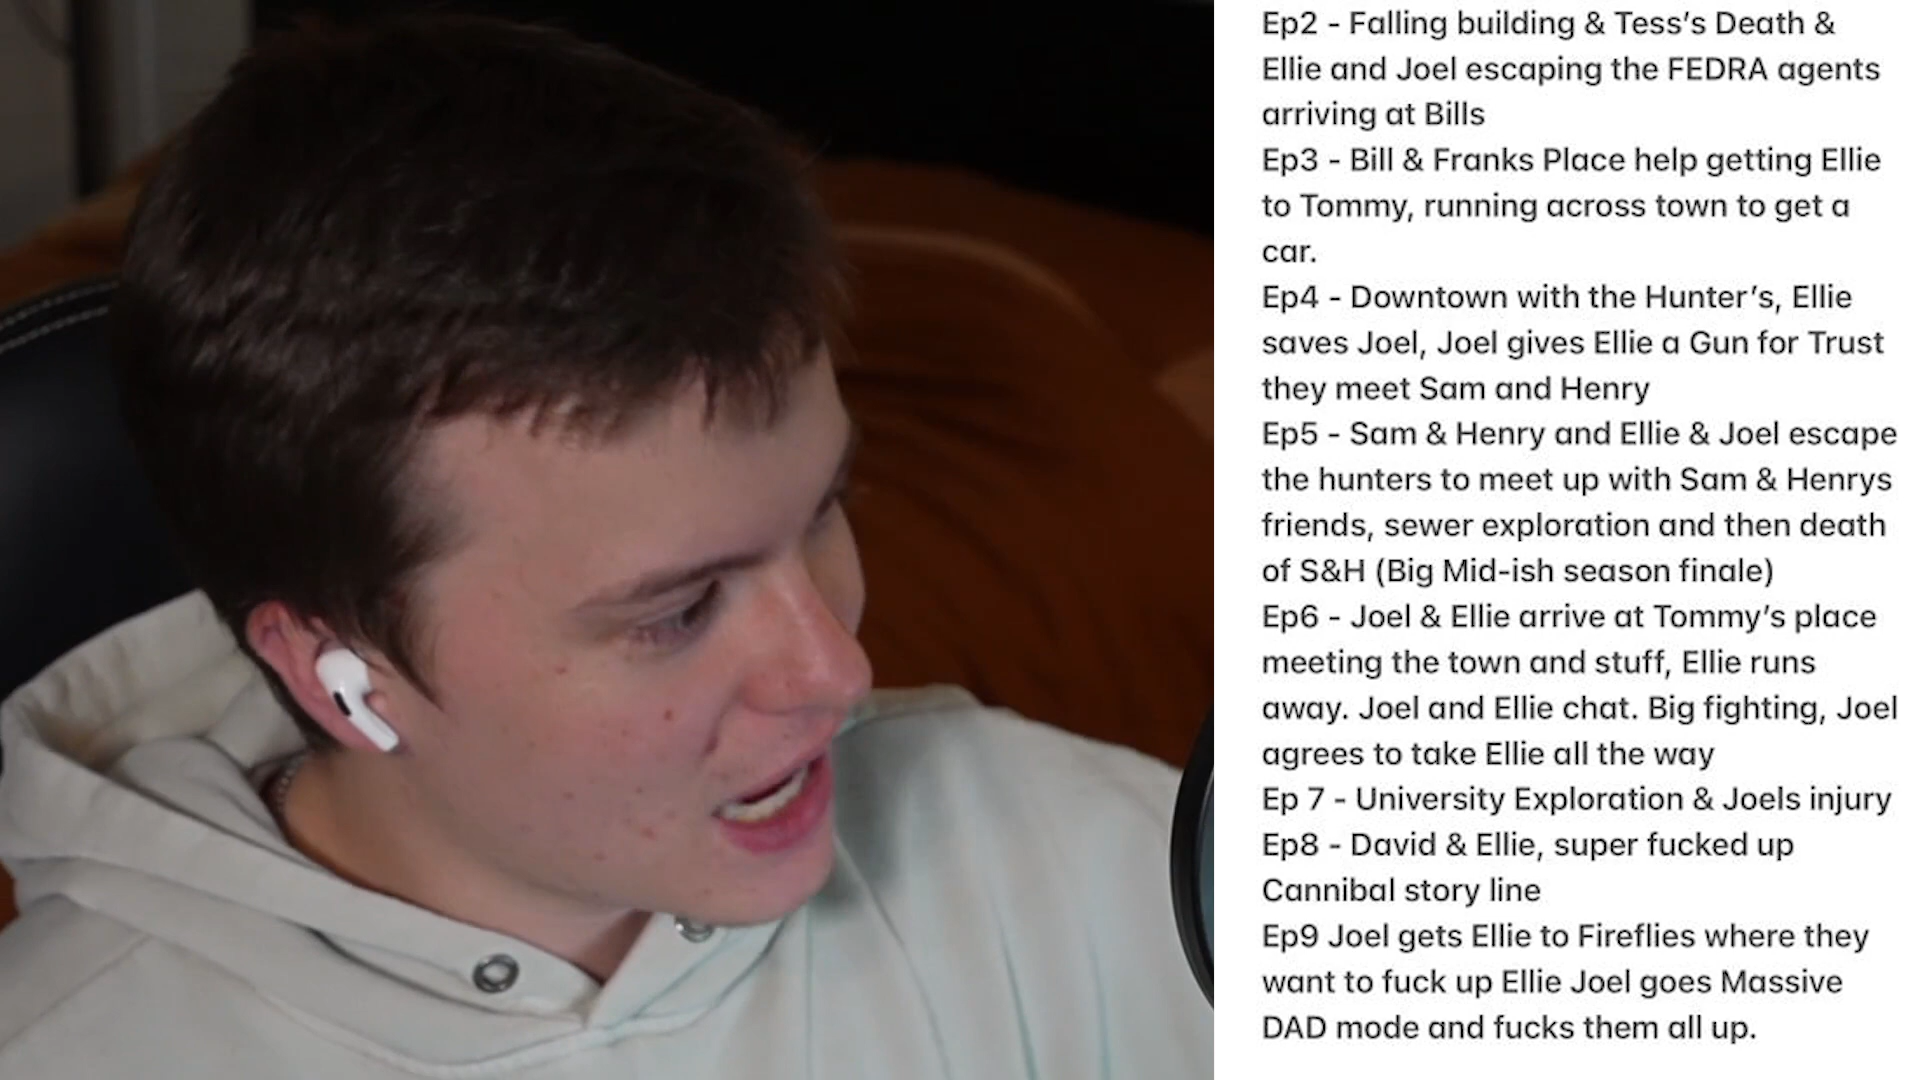 Ep2 - Falling building & Tess’s Death &
Ellie and Joel escaping the FEDRA agents
arriving at Bills
Ep3 - Bill & Franks Place help getting Ellie
to Tommy, running across town to get a
car.
Ep4 - Downtown with the Hunter’s, Ellie
saves Joel, Joel gives Ellie a Gun for Trust
they meet Sam and Henry
Ep5 - Sam & Henry and Ellie & Joel escape
the hunters to meet up with Sam & Henrys
friends, sewer exploration and then death
of S&H (Big Mid-ish season finale)
Ep6 - Joel & Ellie arrive at Tommy’s place
meeting the town and stuff, Ellie runs
away. Joel and Ellie chat. Big fighting, Joel
agrees to take Ellie all the way
Ep 7 - University Exploration & Joels injury
Ep8 - David & Ellie, super fucked up
Cannibal story line
Ep9 Joel gets Ellie to Fireflies where they
want to fuck up Ellie Joel goes Massive
DAD mode and fucks them all up.